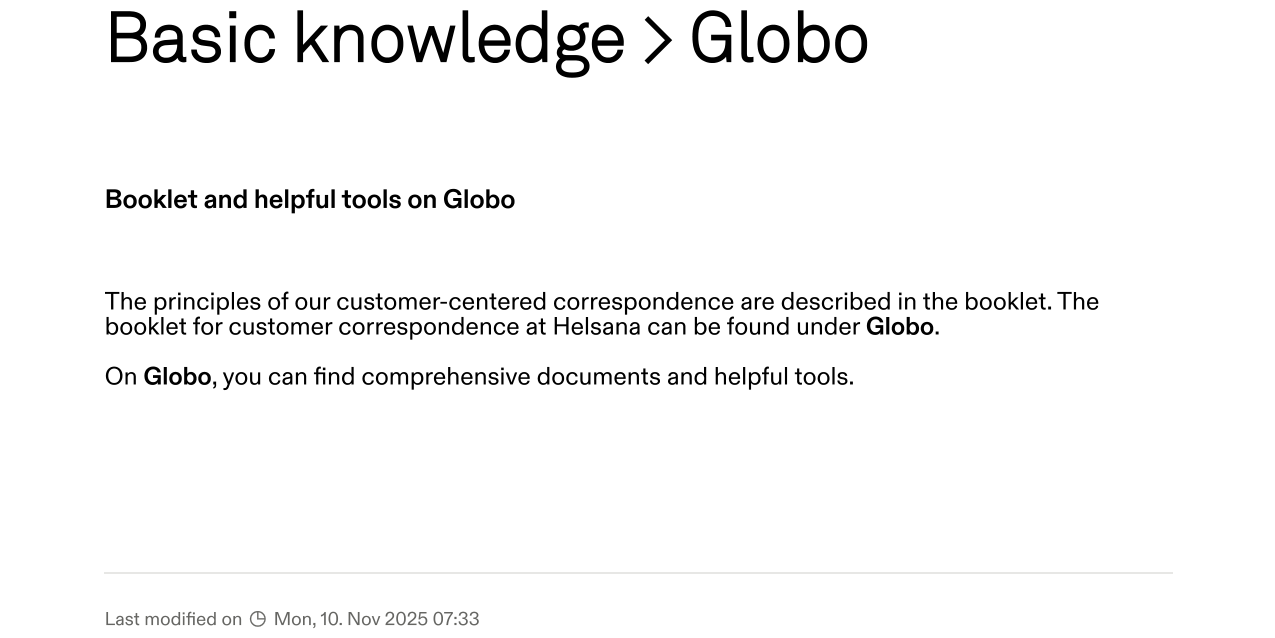 Basic knowledge > Globo
Booklet and helpful tools on Globo
The principles of our customer-centered correspondence are described in the booklet. The
booklet for customer correspondence at Helsana can be found under Globo.
On Globo, you can find comprehensive documents and helpful tools.
Last modified on Mon, 10. Nov 2025 07:33